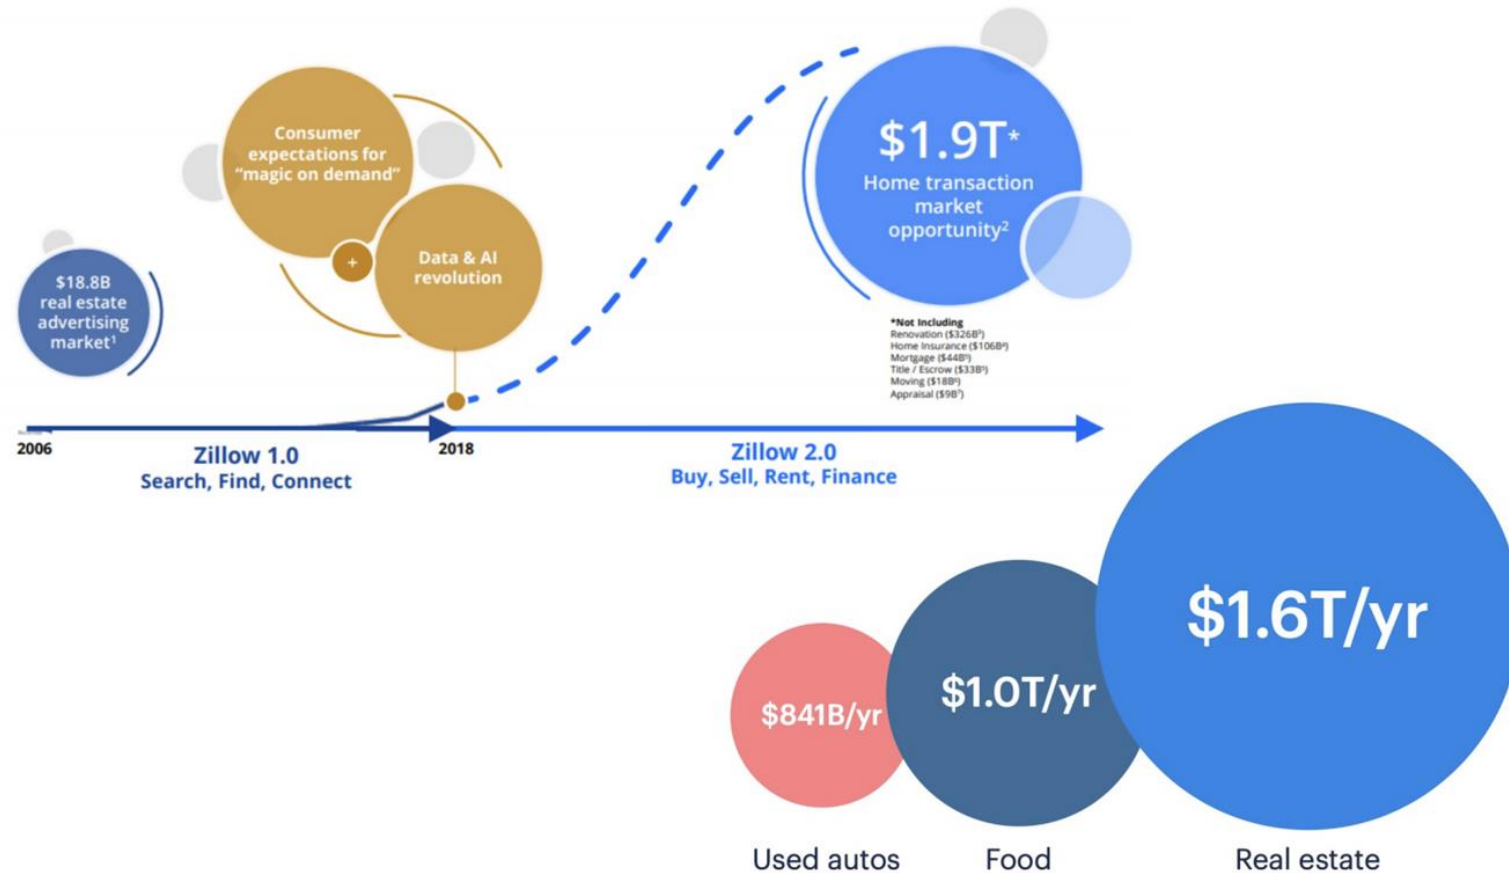 $18.8B
real estate
advertising
market¹
Consumer
expectations for
“magic on demand”
+
Data & AI
revolution
$1.9T*
Home transaction
market
opportunity²
*Not Including
Renovation ($326B³)
Home Insurance ($106B⁴)
Mortgage ($44B⁵)
Title / Escrow ($33B⁵)
Moving ($18B⁶)
Appraisal ($9B⁷)
2006
Zillow 1.0
Search, Find, Connect
2018
Zillow 2.0
Buy, Sell, Rent, Finance
$841B/yr
$1.0T/yr
$1.6T/yr
Used autos
Food
Real estate